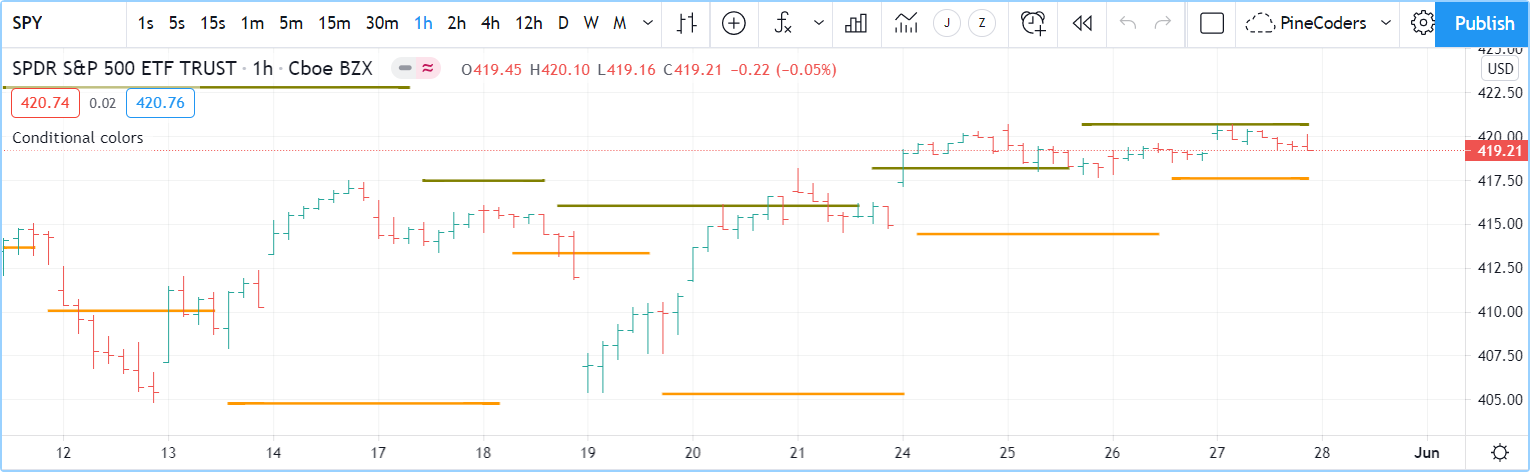 SPY 1s 5s 15s 1m 5m 15m 30m 1h 2h 4h 12h D W M J Z PineCoders Publish
SPDR S&P 500 ETF TRUST · 1h · Cboe BZX O419.45 H420.10 L419.16 C419.21 −0.22 (−0.05%)
420.74 0.02 420.76
Conditional colors
425.00
USD
422.50
420.00
419.21
417.50
415.00
412.50
410.00
407.50
405.00
12 13 14 17 18 19 20 21 24 25 26 27 28 Jun